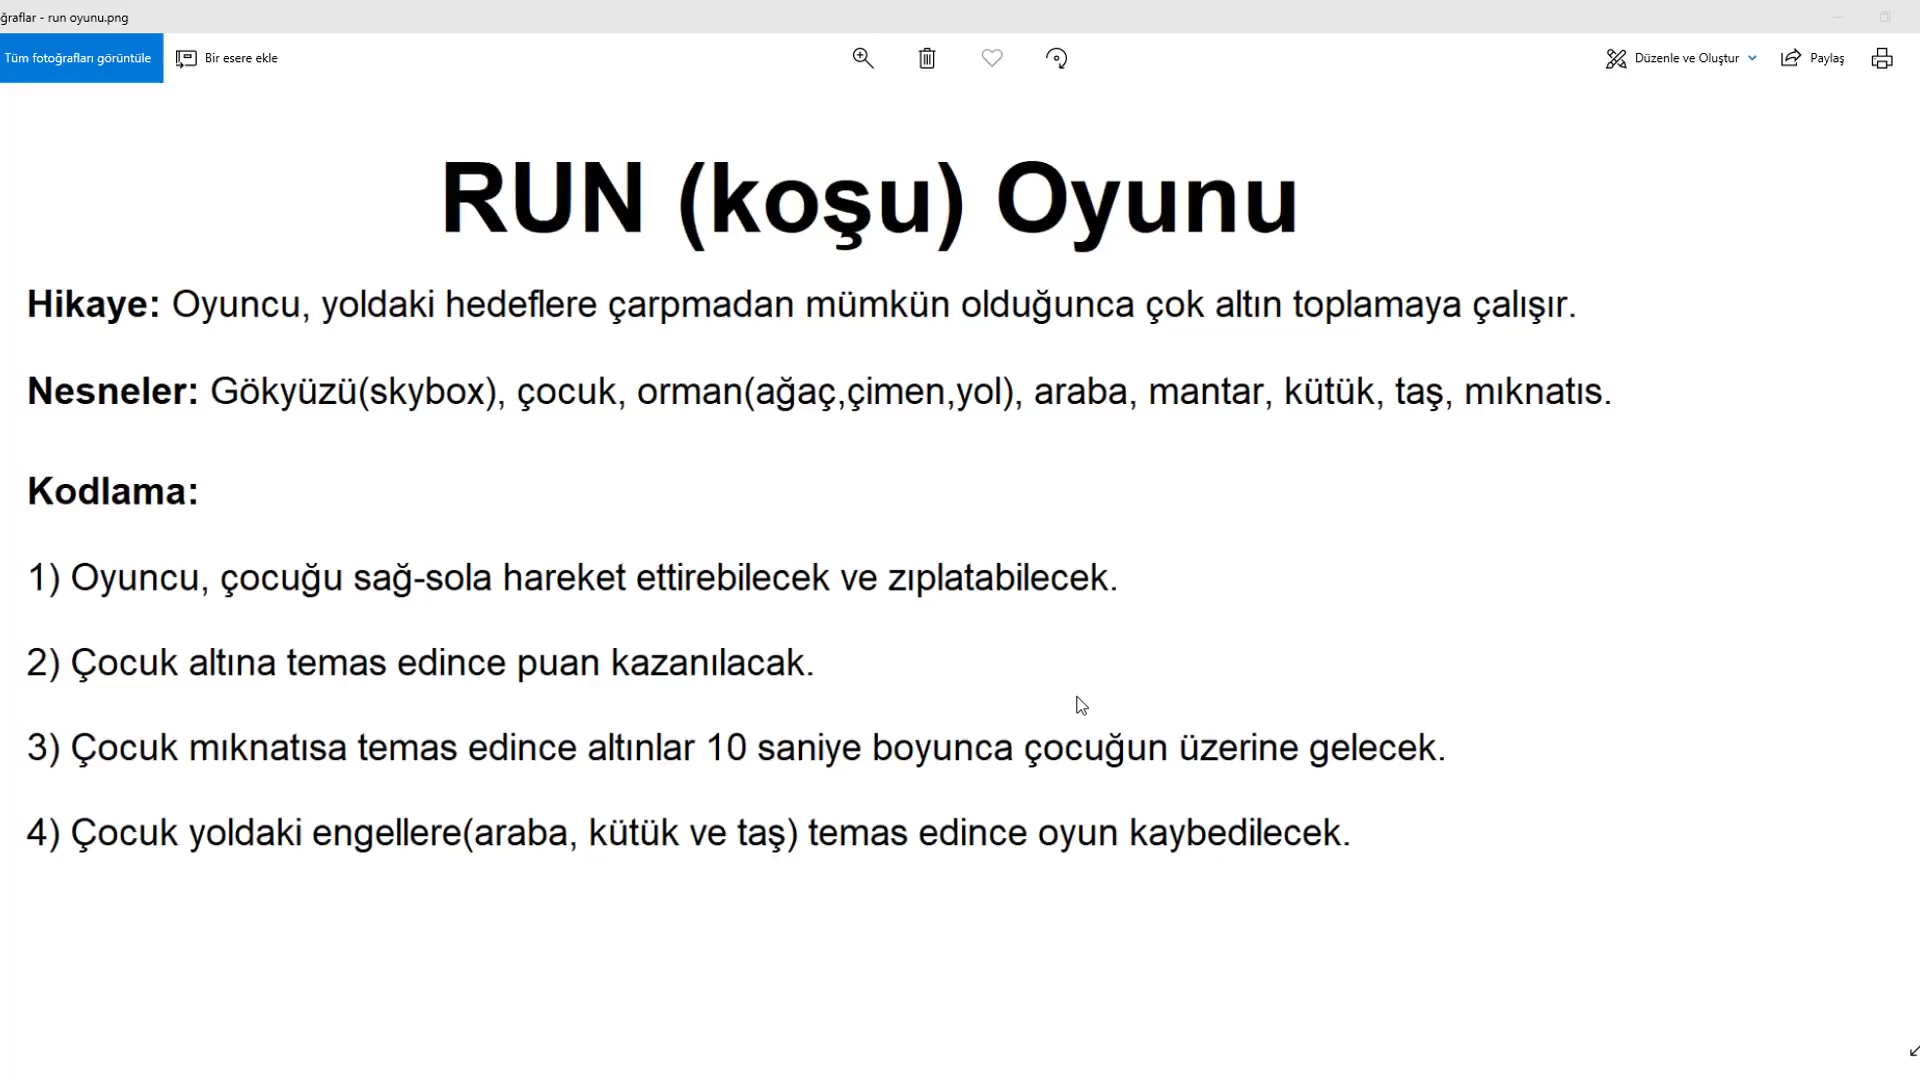 ğraflar - run oyunu.png
Tüm fotoğrafları görüntüle
Bir esere ekle
Düzenle ve Oluştur
Paylaş
RUN (koşu) Oyunu
Hikaye: Oyuncu, yoldaki hedeflere çarpmadan mümkün olduğunca çok altın toplamaya çalışır.
Nesneler: Gökyüzü(skybox), çocuk, orman(ağaç,çimen,yol), araba, mantar, kütük, taş, mıknatıs.
Kodlama:
1) Oyuncu, çocuğu sağ-sola hareket ettirebilecek ve zıplatabilecek.
2) Çocuk altına temas edince puan kazanılacak.
3) Çocuk mıknatısa temas edince altınlar 10 saniye boyunca çocuğun üzerine gelecek.
4) Çocuk yoldaki engellere(araba, kütük ve taş) temas edince oyun kaybedilecek.